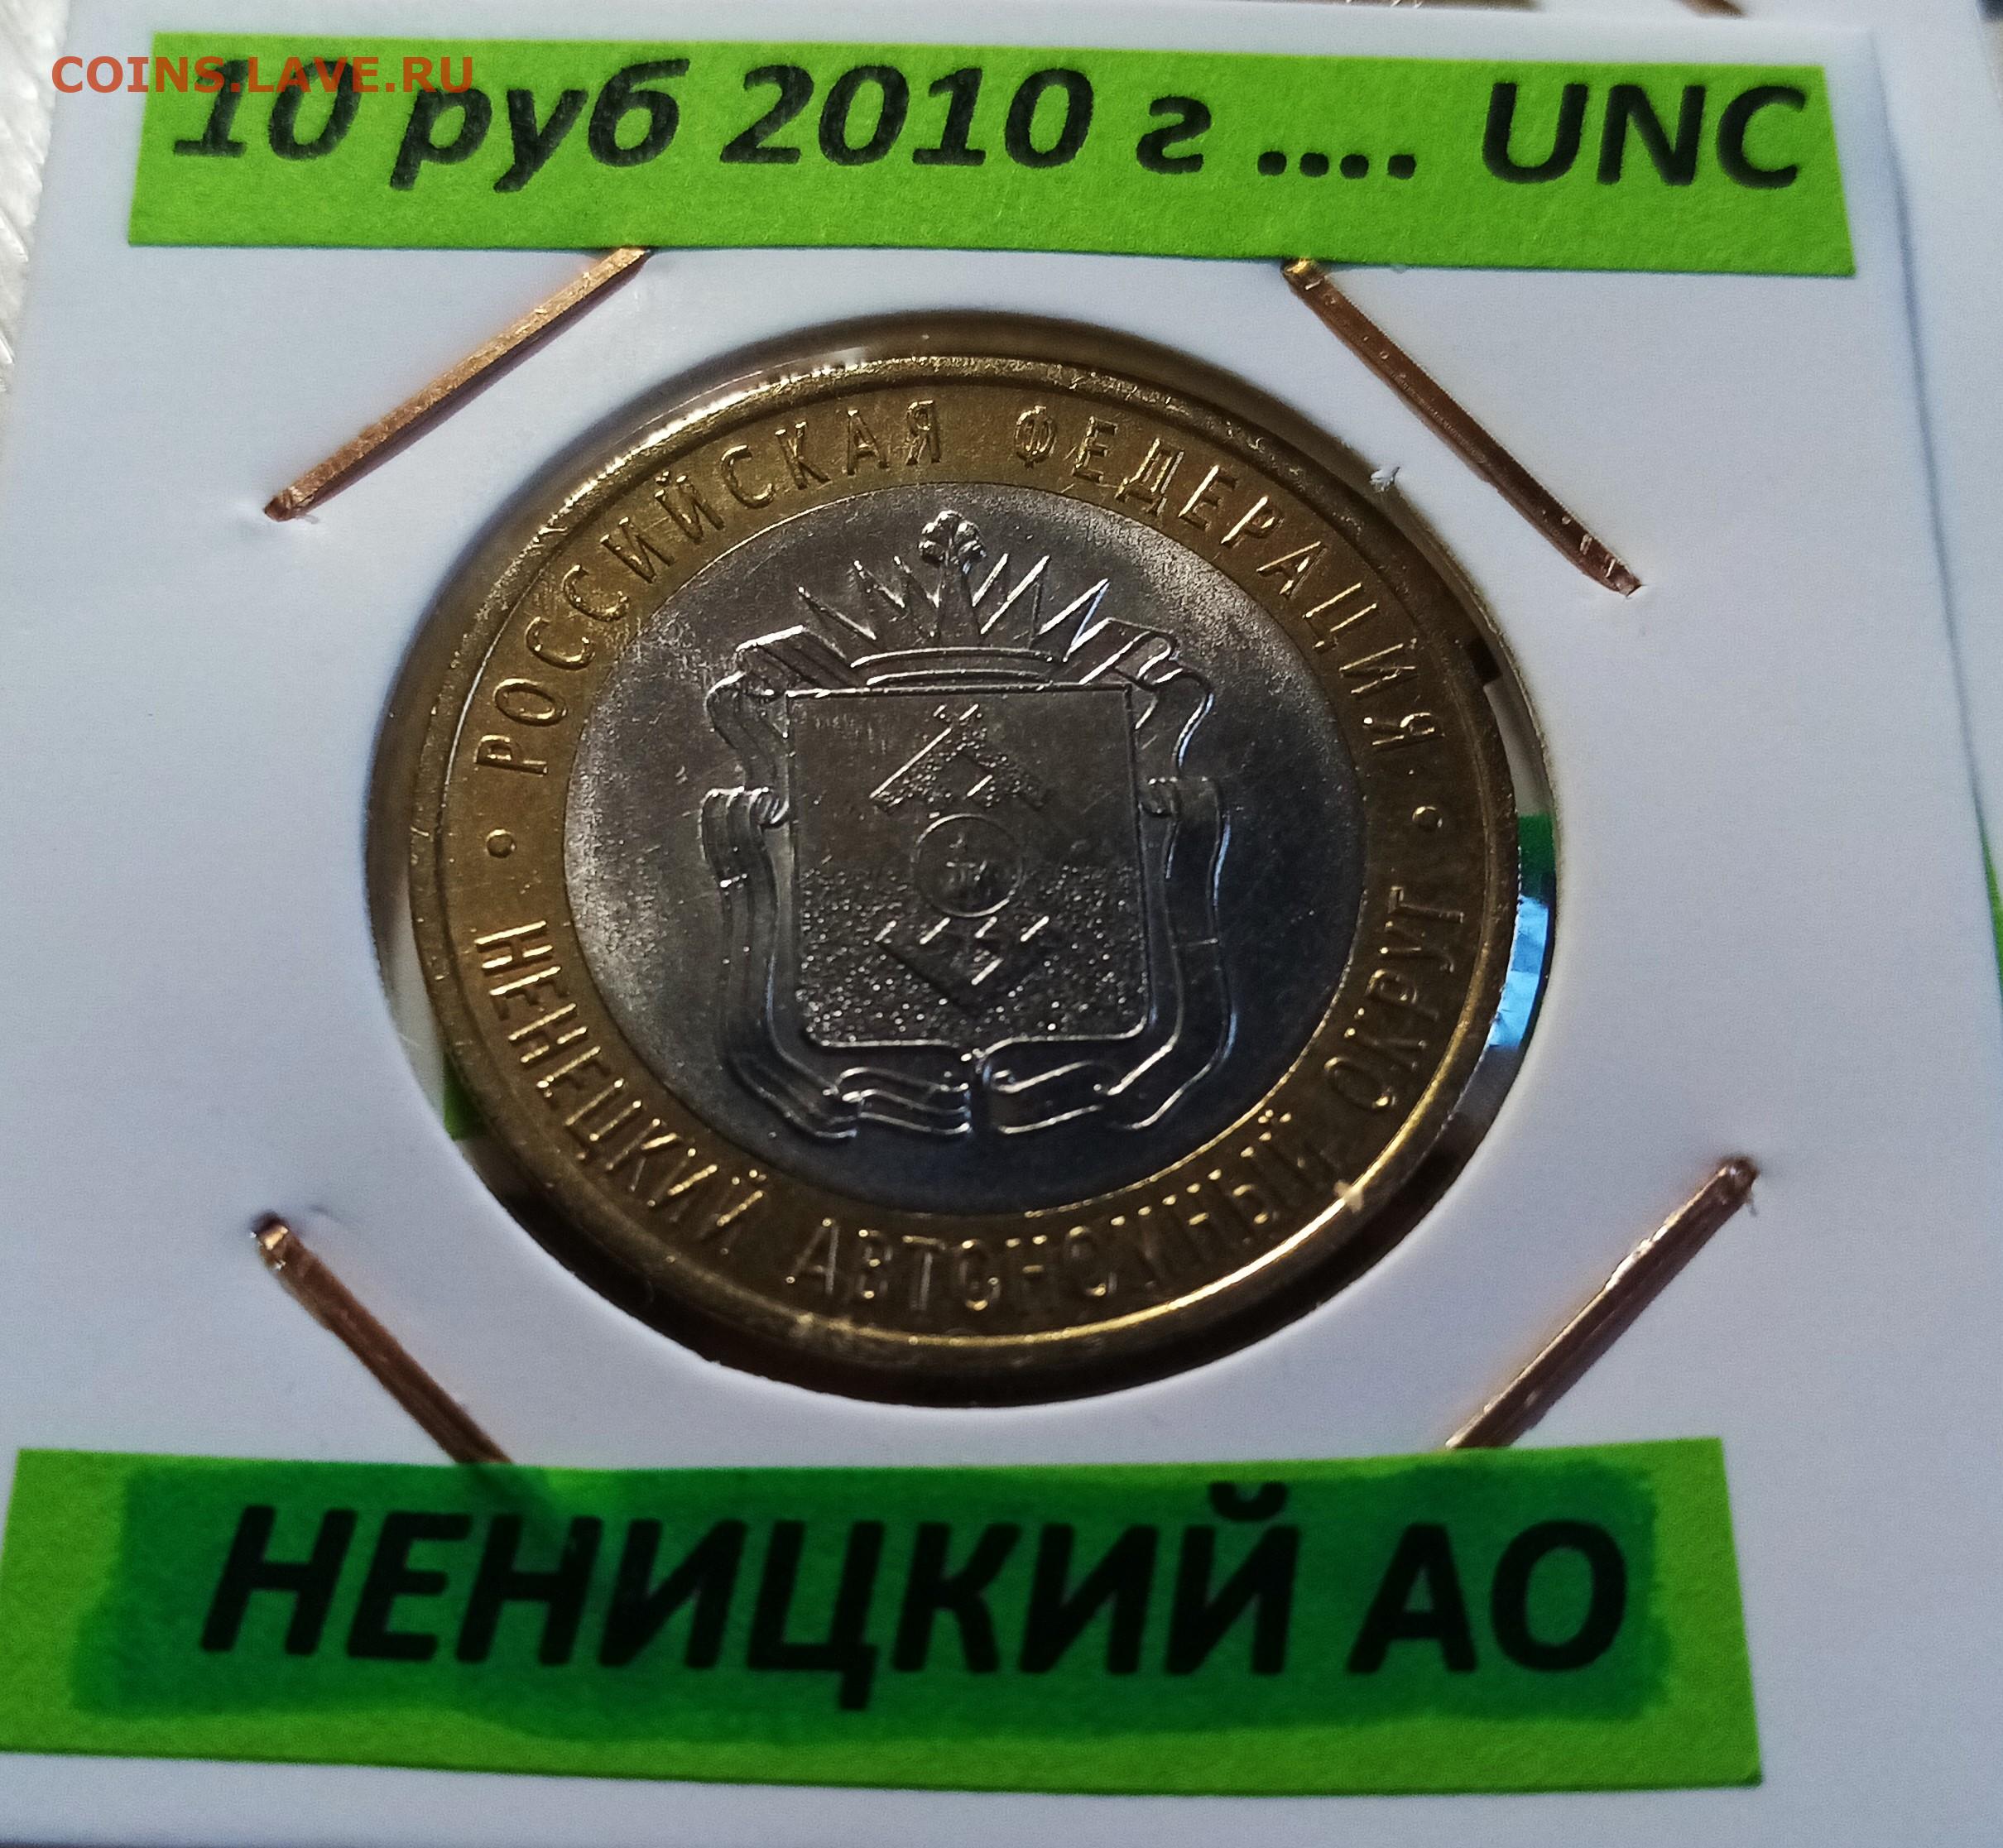 COINS.LAVE.RU
10 руб 2010 г .... UNC
РОССИЙСКАЯ ФЕДЕРАЦИЯ
НЕНЕЦКИЙ АВТОНОМНЫЙ ОКРУГ
НЕНИЦКИЙ АО